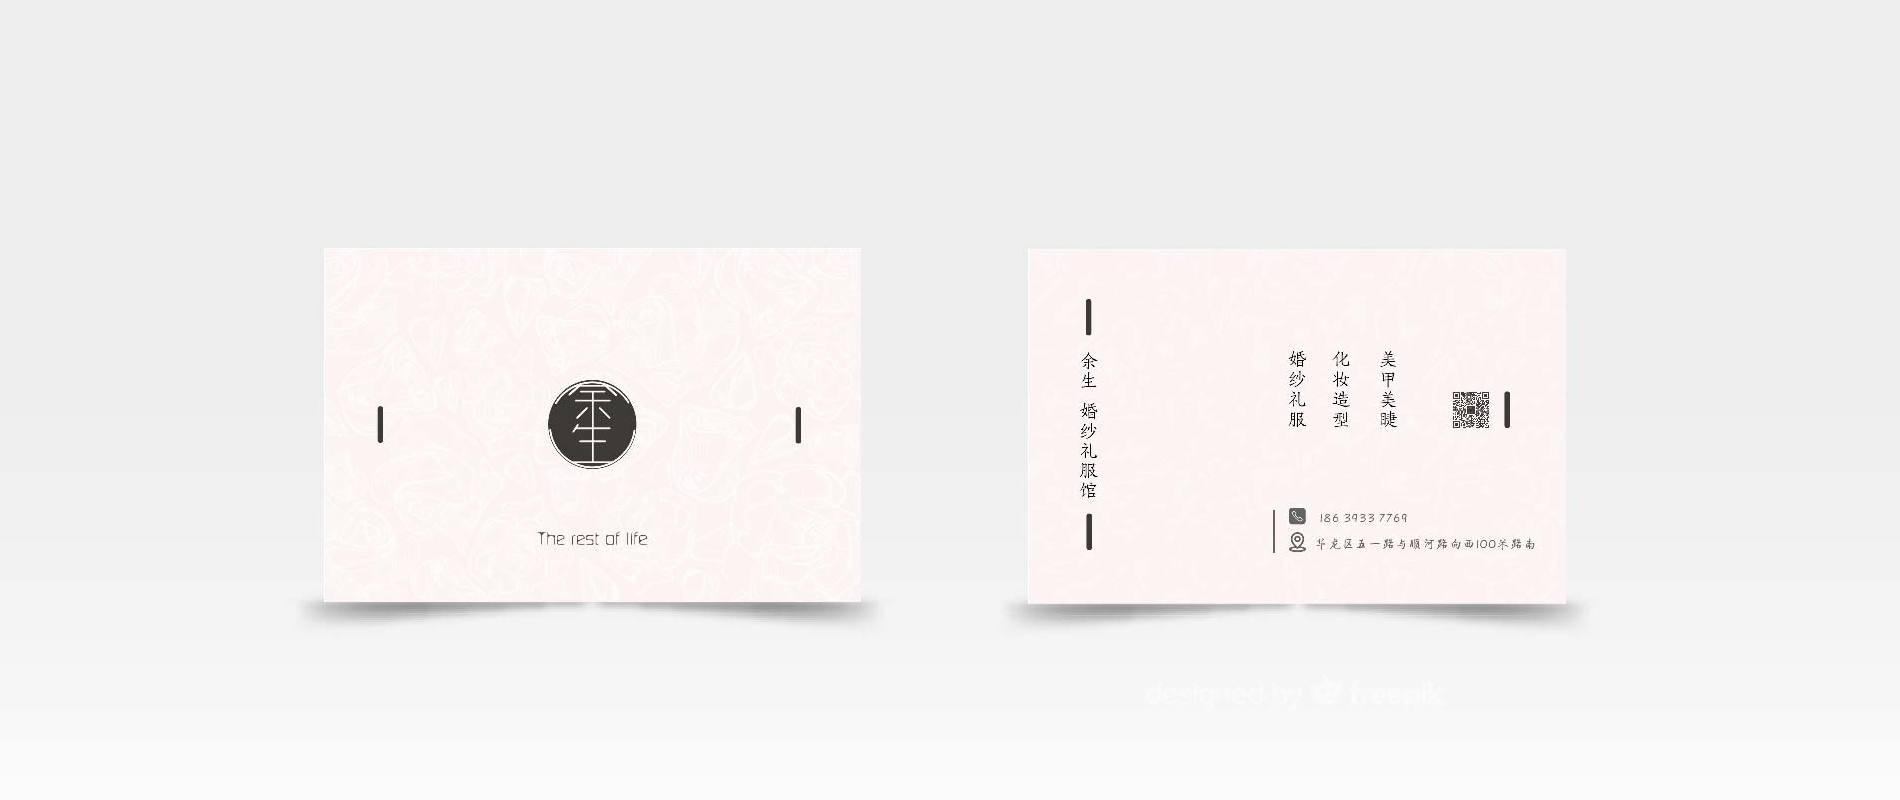 余生
The rest of life
余生 婚纱礼服馆
婚纱礼服
化妆造型
美甲美睫
186 3933 7769
华龙区五一路与顺河路向西100米路南
designed by freepik